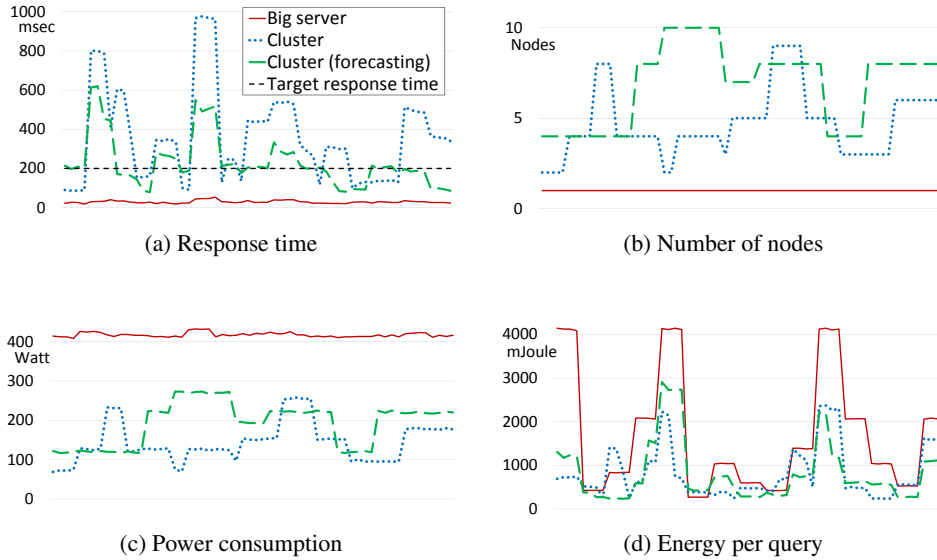 1000
msec
800
600
400
200
0
Big server
Cluster
Cluster (forecasting)
Target response time
(a) Response time
10
Nodes
5
0
(b) Number of nodes
400
Watt
300
200
100
0
(c) Power consumption
4000
mJoule
3000
2000
1000
0
(d) Energy per query